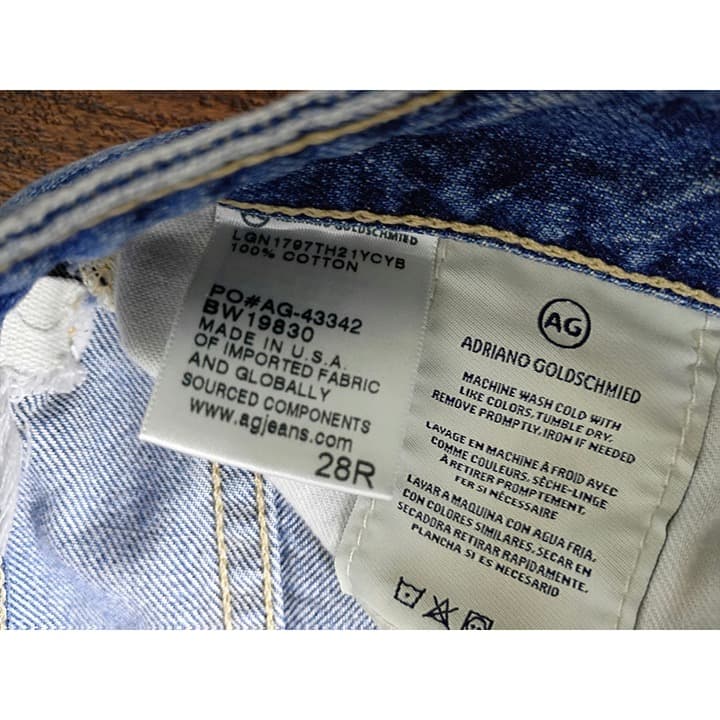 ADRIANO GOLDSCHMIED
LGN1797TH21YCYB
100% COTTON
PO#AG-43342
BW19830
MADE IN U.S.A.
OF IMPORTED FABRIC
AND GLOBALLY
SOURCED COMPONENTS
www.agjeans.com
28R
AG
ADRIANO GOLDSCHMIED
MACHINE WASH COLD WITH
LIKE COLORS, TUMBLE DRY.
REMOVE PROMPTLY, IRON IF NEEDED
LAVAGE EN MACHINE À FROID AVEC
COMME COULEURS, SÈCHE-LINGE
À RETIRER PROMPTEMENT,
FER SI NÉCESSAIRE
LAVAR A MAQUINA CON AGUA FRIA,
CON COLORES SIMILARES, SECAR EN
SECADORA RETIRAR RAPIDAMENTE,
PLANCHA SI ES NECESARIO